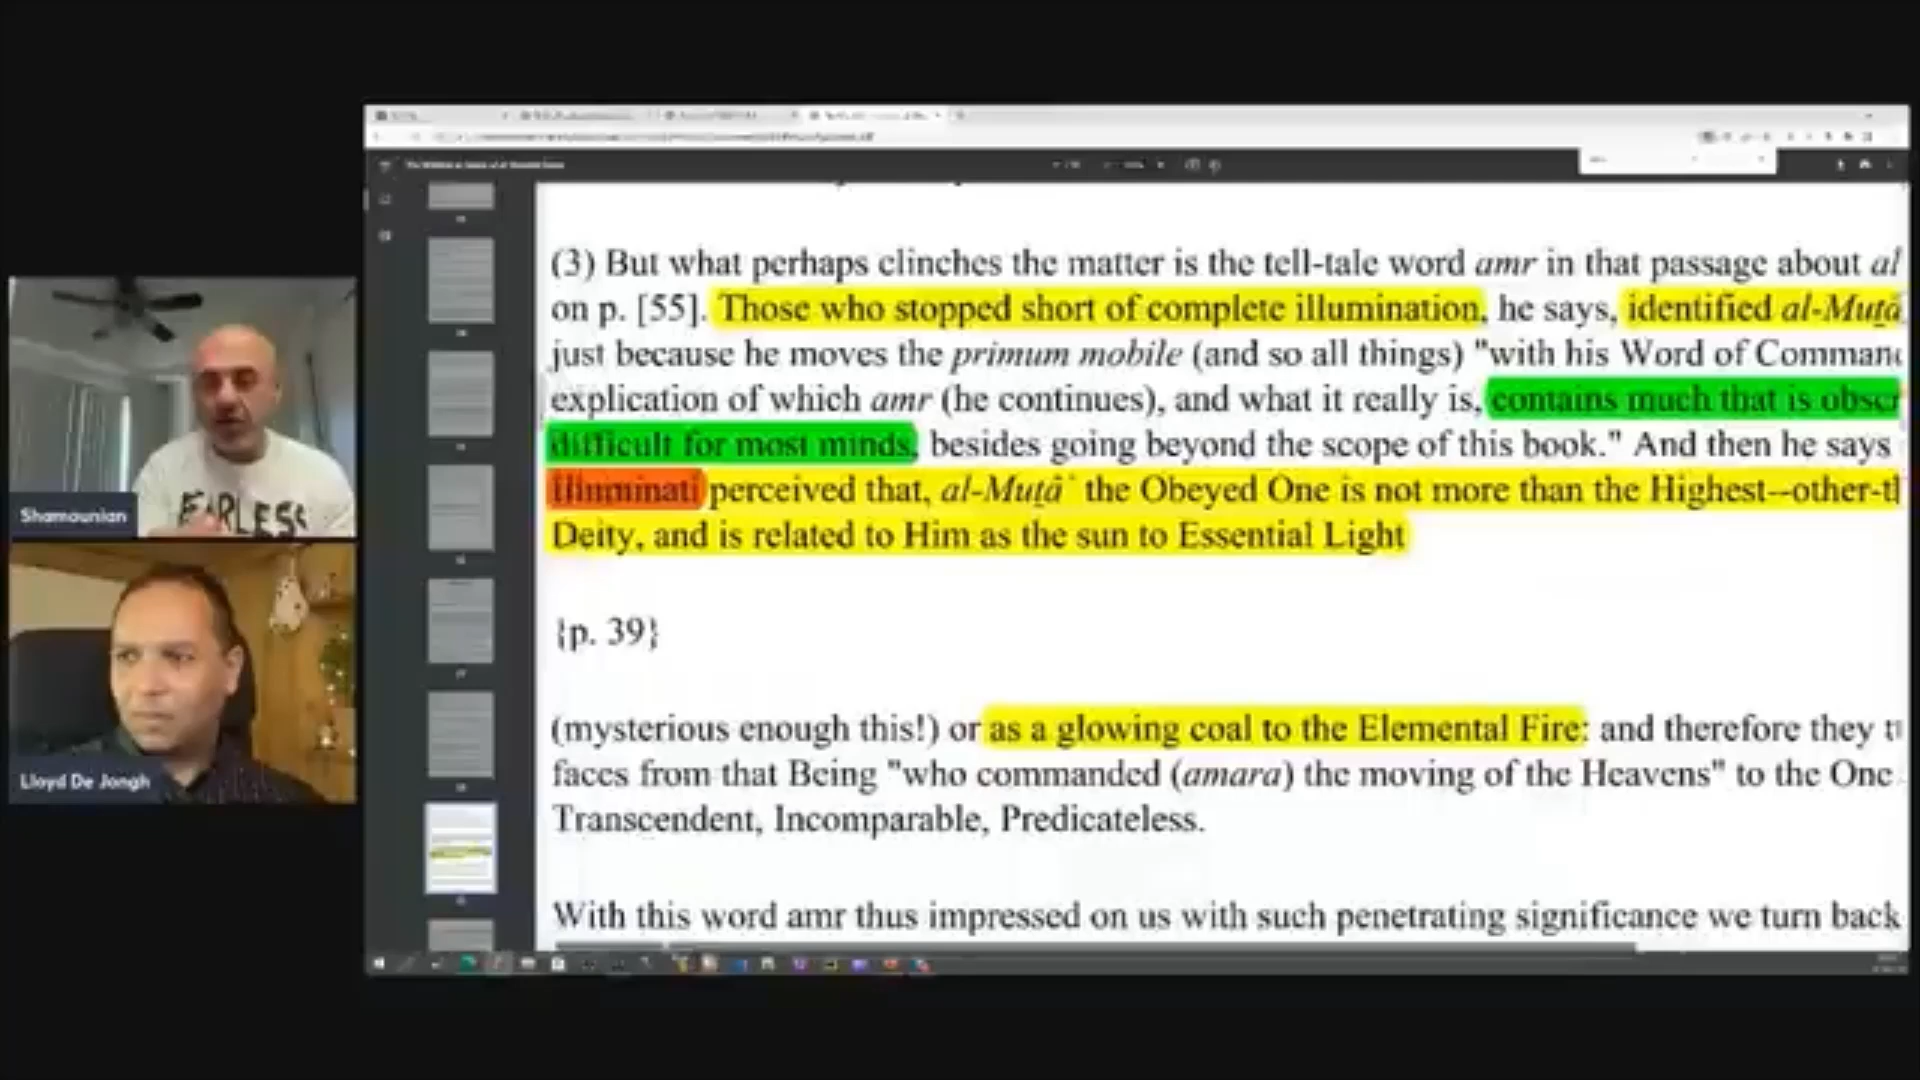 (3) But what perhaps clinches the matter is the tell-tale word amr in that passage about al
on p. [55]. Those who stopped short of complete illumination, he says, identified al-Muṭâ
just because he moves the primum mobile (and so all things) "with his Word of Comman
explication of which amr (he continues), and what it really is, contains much that is obscr
difficult for most minds, besides going beyond the scope of this book." And then he says
Illuminati perceived that, al-Muṭâ` the Obeyed One is not more than the Highest--other-tl
Deity, and is related to Him as the sun to Essential Light
{p. 39}
(mysterious enough this!) or as a glowing coal to the Elemental Fire: and therefore they
faces from that Being "who commanded (amara) the moving of the Heavens" to the One
Transcendent, Incomparable, Predicateless.
With this word amr thus impressed on us with such penetrating significance we turn back
FEARLESS
Shamounian
Lloyd De Jongh